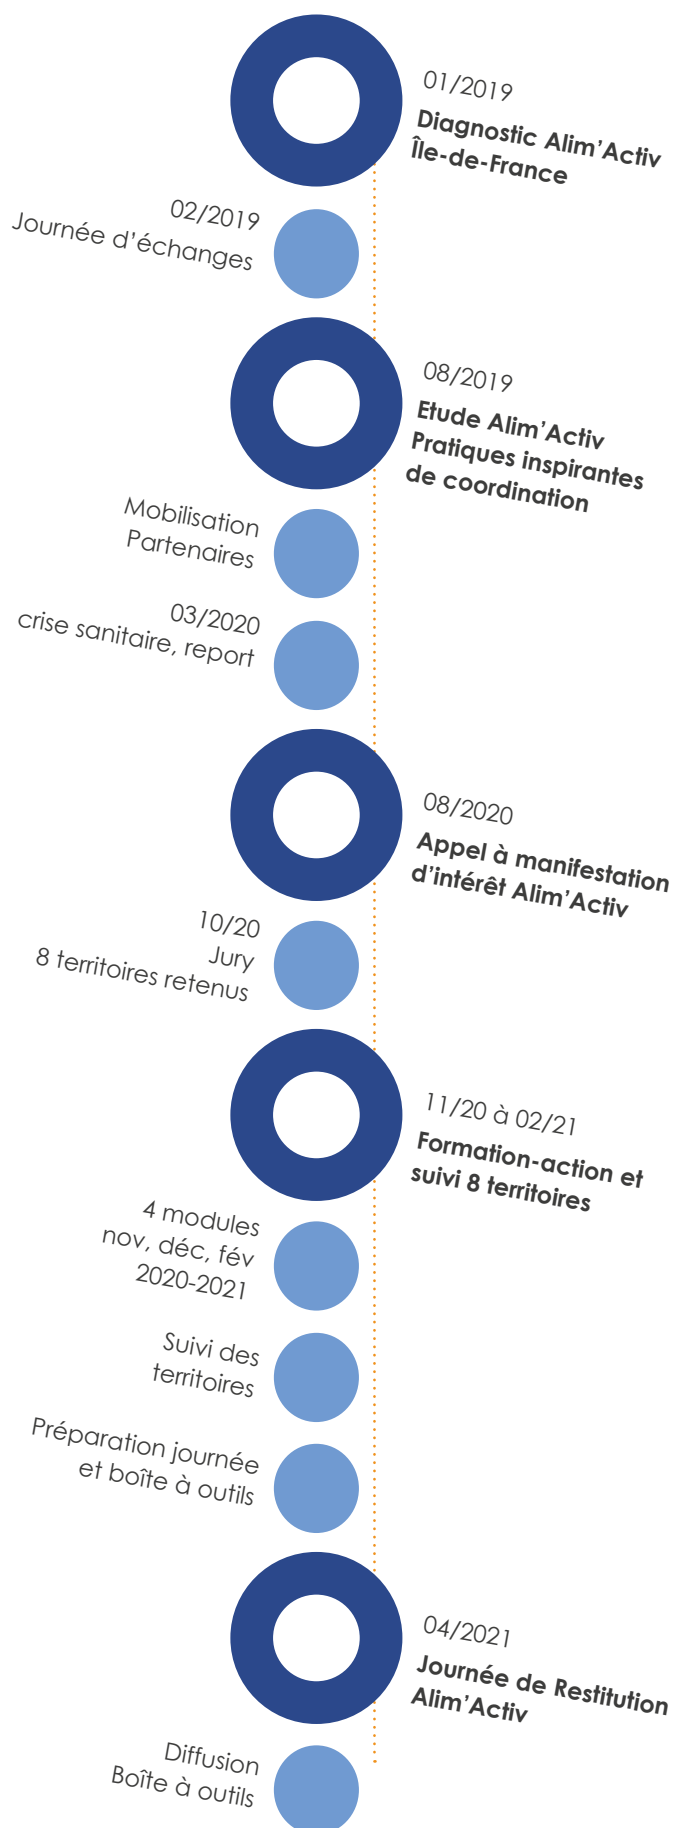 01/2019
Diagnostic Alim’Activ
Île-de-France
02/2019
Journée d’échanges
08/2019
Etude Alim’Activ
Pratiques inspirantes
de coordination
Mobilisation
Partenaires
03/2020
crise sanitaire, report
08/2020
Appel à manifestation
d’intérêt Alim’Activ
10/20
Jury
8 territoires retenus
11/20 à 02/21
Formation-action et
suivi 8 territoires
4 modules
nov, déc, fév
2020-2021
Suivi des
territoires
Préparation journée
et boîte à outils
04/2021
Journée de Restitution
Alim’Activ
Diffusion
Boîte à outils